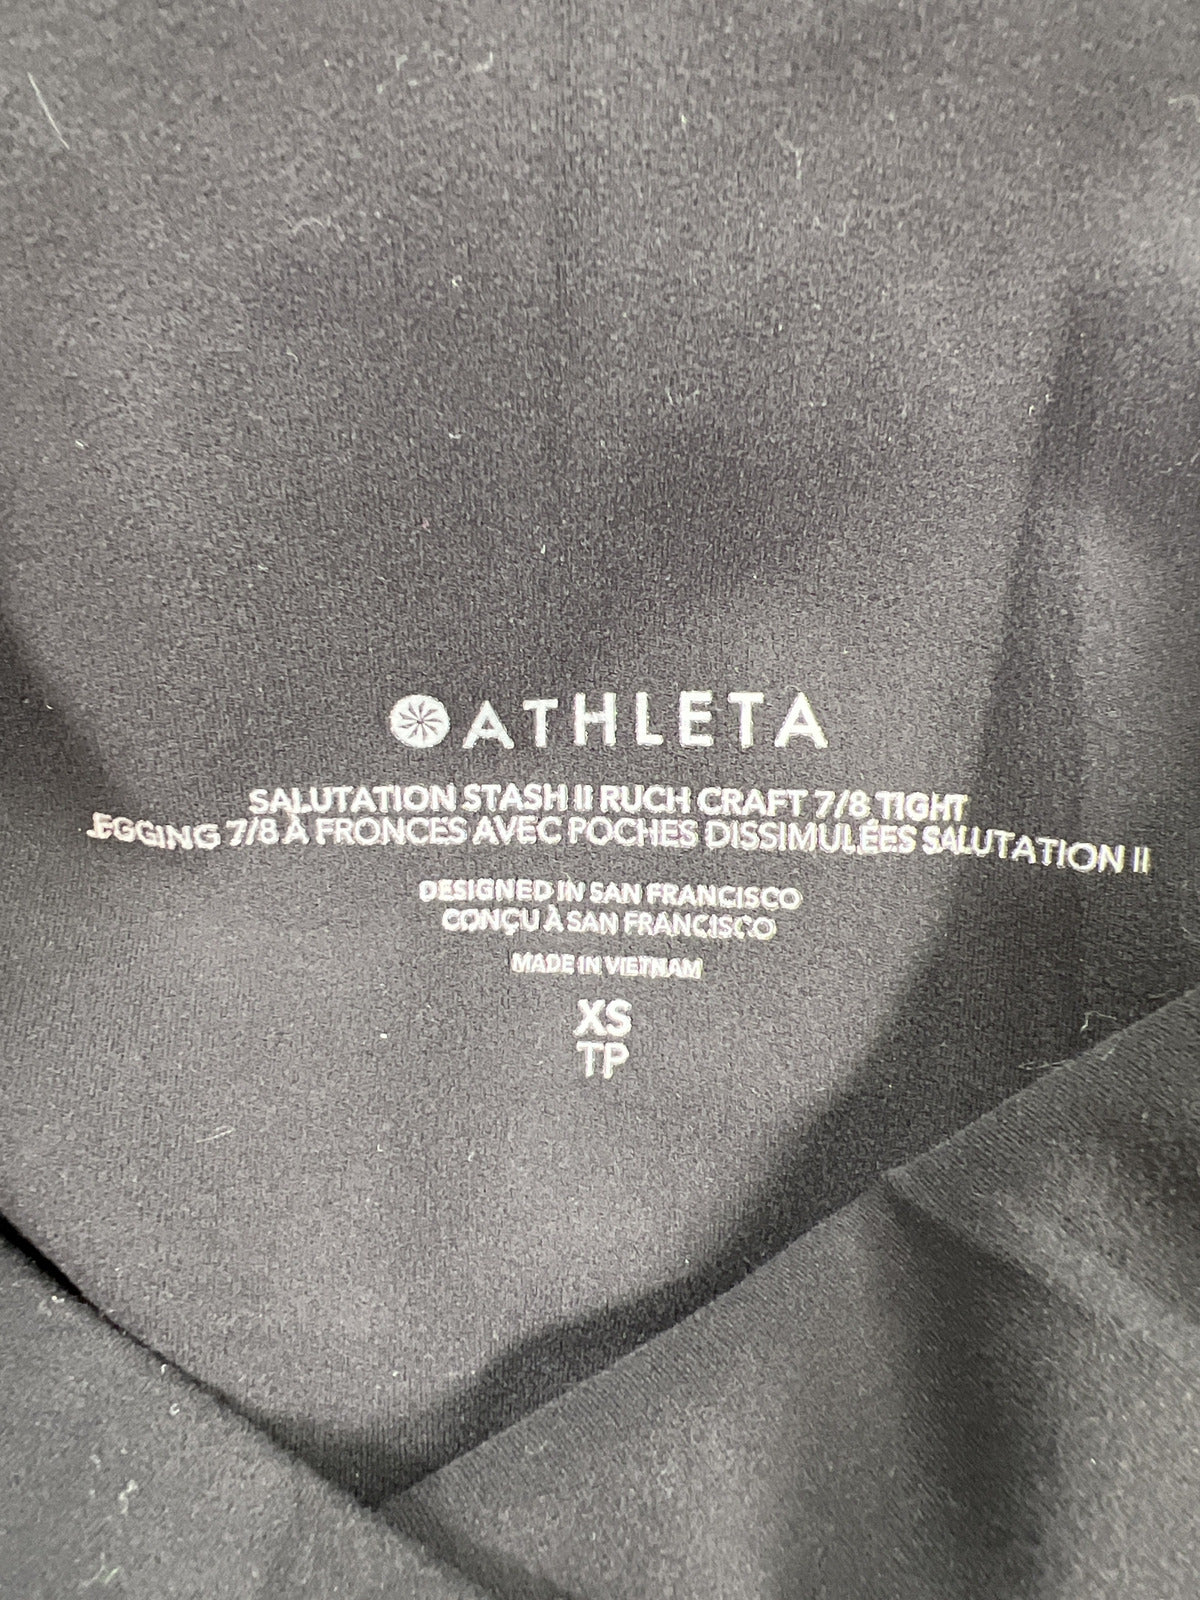 ATHLETA
SALUTATION STASH II RUCH CRAFT 7/8 TIGHT
LEGGING 7/8 À FRONCES AVEC POCHES DISSIMULÉES SALUTATION II
DESIGNED IN SAN FRANCISCO
CONÇU À SAN FRANCISCO
MADE IN VIETNAM
XS
TP